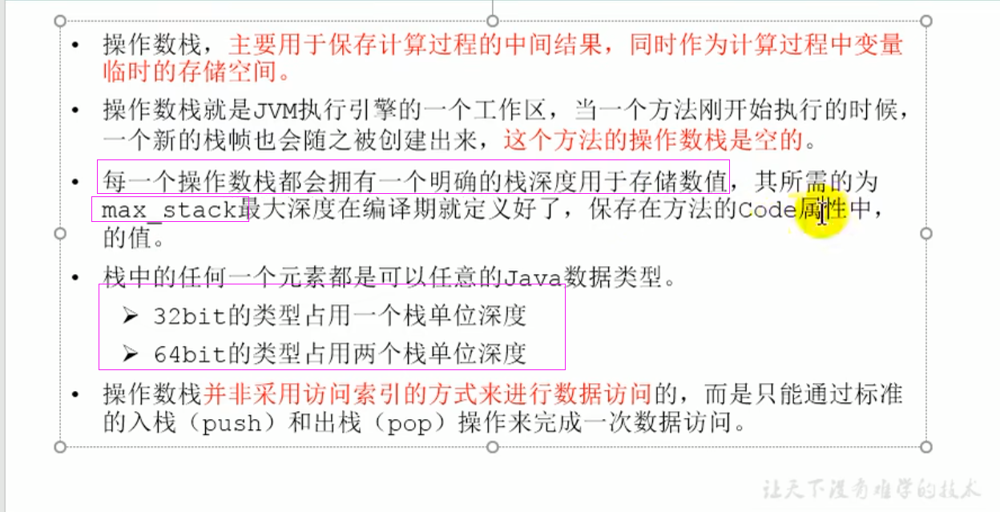 • 操作数栈，主要用于保存计算过程的中间结果，同时作为计算过程中变量
临时的存储空间。
• 操作数栈就是JVM执行引擎的一个工作区，当一个方法刚开始执行的时候，
一个新的栈帧也会随之被创建出来，这个方法的操作数栈是空的。
• 每一个操作数栈都会拥有一个明确的栈深度用于存储数值，其所需的为
max_stack最大深度在编译期就定义好了，保存在方法的Code属性中，
的值。
• 栈中的任何一个元素都是可以任意的Java数据类型。
➢ 32bit的类型占用一个栈单位深度
➢ 64bit的类型占用两个栈单位深度
• 操作数栈并非采用访问索引的方式来进行数据访问的，而是只能通过标准
的入栈（push）和出栈（pop）操作来完成一次数据访问。
让天下没有难学的技术